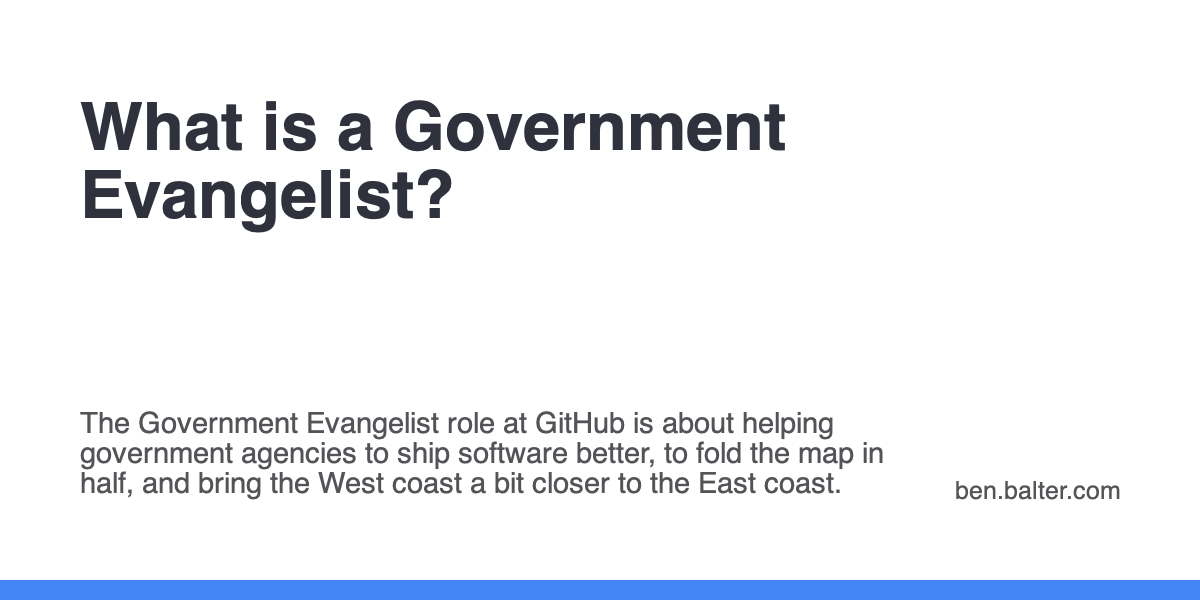 What is a Government
Evangelist?
The Government Evangelist role at GitHub is about helping
government agencies to ship software better, to fold the map in
half, and bring the West coast a bit closer to the East coast.
ben.balter.com